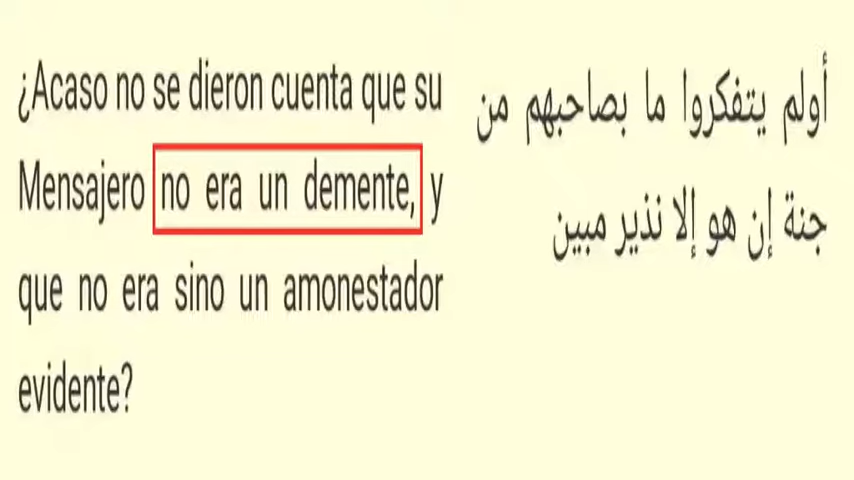 ¿Acaso no se dieron cuenta que su
Mensajero no era un demente, y
que no era sino un amonestador
evidente?
أولم يتفكروا ما بصاحبهم من
جنة إن هو إلا نذير مبين